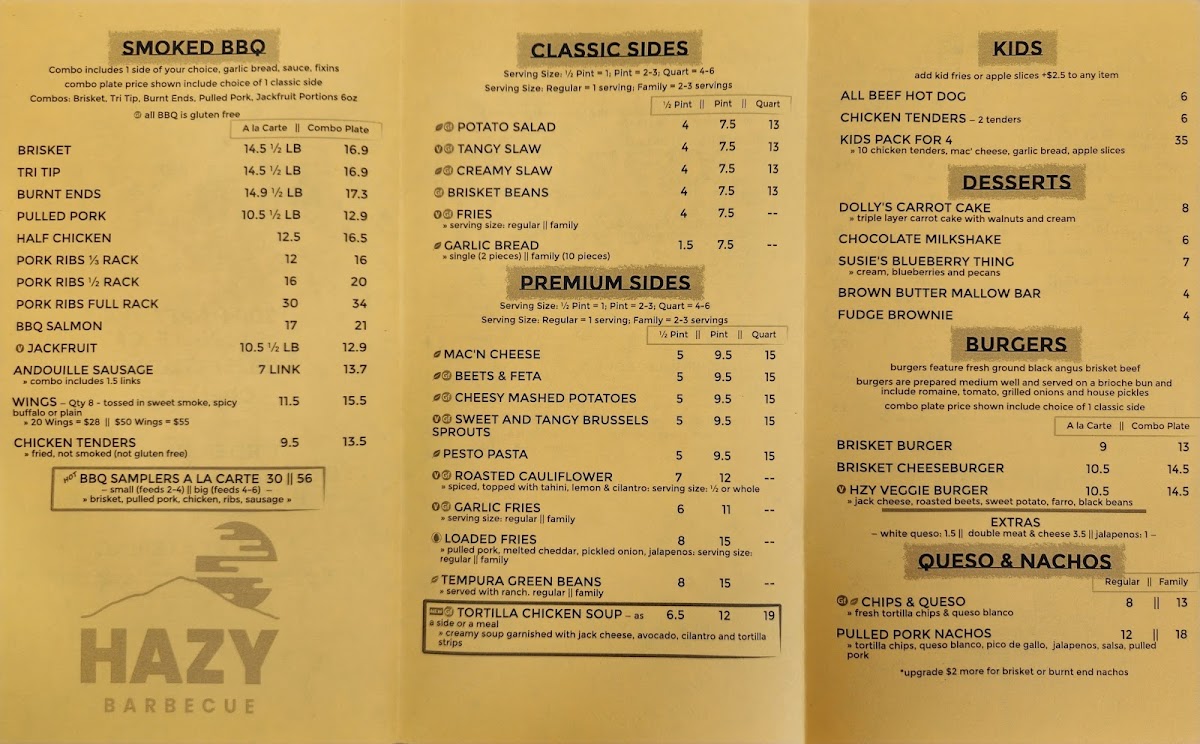 SMOKED BBQ
Combo includes 1 side of your choice, garlic bread, sauce, fixins
combo plate price shown include choice of 1 classic side
Combos: Brisket, Tri Tip, Burnt Ends, Pulled Pork, Jackfruit Portions 6oz
GF all BBQ is gluten free
A la Carte || Combo Plate
BRISKET 14.5 ½ LB 16.9
TRI TIP 14.5 ½ LB 16.9
BURNT ENDS 14.9 ½ LB 17.3
PULLED PORK 10.5 ½ LB 12.9
HALF CHICKEN 12.5 16.5
PORK RIBS ⅓ RACK 12 16
PORK RIBS ½ RACK 16 20
PORK RIBS FULL RACK 30 34
BBQ SALMON 17 21
V JACKFRUIT 10.5 ½ LB 12.9
ANDOUILLE SAUSAGE 7 LINK 13.7
» combo includes 1.5 links
WINGS – Qty 8 - tossed in sweet smoke, spicy 11.5 15.5
buffalo or plain
» 20 Wings = $28 || $50 Wings = $55
CHICKEN TENDERS 9.5 13.5
» fried, not smoked (not gluten free)
HOT BBQ SAMPLERS A LA CARTE 30 || 56
– small (feeds 2-4) || big (feeds 4-6) –
» brisket, pulled pork, chicken, ribs, sausage »
HAZY
BARBECUE
CLASSIC SIDES
Serving Size: ½ Pint = 1; Pint = 2-3; Quart = 4-6
Serving Size: Regular = 1 serving; Family = 2-3 servings
½ Pint || Pint || Quart
GF POTATO SALAD 4 7.5 13
V GF TANGY SLAW 4 7.5 13
GF CREAMY SLAW 4 7.5 13
GF BRISKET BEANS 4 7.5 13
V GF FRIES 4 7.5 --
» serving size: regular || family
GARLIC BREAD 1.5 7.5 --
» single (2 pieces) || family (10 pieces)
PREMIUM SIDES
Serving Size: ½ Pint = 1; Pint = 2-3; Quart = 4-6
Serving Size: Regular = 1 serving; Family = 2-3 servings
½ Pint || Pint || Quart
MAC'N CHEESE 5 9.5 15
GF BEETS & FETA 5 9.5 15
GF CHEESY MASHED POTATOES 5 9.5 15
V GF SWEET AND TANGY BRUSSELS 5 9.5 15
SPROUTS
PESTO PASTA 5 9.5 15
V GF ROASTED CAULIFLOWER 7 12 --
» spiced, topped with tahini, lemon & cilantro: serving size: ½ or whole
V GF GARLIC FRIES 6 11 --
» serving size: regular || family
LOADED FRIES 8 15 --
» pulled pork, melted cheddar, pickled onion, jalapenos: serving size:
regular || family
TEMPURA GREEN BEANS 8 15 --
» served with ranch. regular || family
NEW GF TORTILLA CHICKEN SOUP – as 6.5 12 19
a side or a meal
» creamy soup garnished with jack cheese, avocado, cilantro and tortilla
strips
KIDS
add kid fries or apple slices +$2.5 to any item
ALL BEEF HOT DOG 6
CHICKEN TENDERS – 2 tenders 6
KIDS PACK FOR 4 35
» 10 chicken tenders, mac' cheese, garlic bread, apple slices
DESSERTS
DOLLY'S CARROT CAKE 8
» triple layer carrot cake with walnuts and cream
CHOCOLATE MILKSHAKE 6
SUSIE'S BLUEBERRY THING 7
» cream, blueberries and pecans
BROWN BUTTER MALLOW BAR 4
FUDGE BROWNIE 4
BURGERS
burgers feature fresh ground black angus brisket beef
burgers are prepared medium well and served on a brioche bun and
include romaine, tomato, grilled onions and house pickles
combo plate price shown include choice of 1 classic side
A la Carte || Combo Plate
BRISKET BURGER 9 13
BRISKET CHEESEBURGER 10.5 14.5
V HZY VEGGIE BURGER 10.5 14.5
» jack cheese, roasted beets, sweet potato, farro, black beans
EXTRAS
– white queso: 1.5 || double meat & cheese 3.5 || jalapenos: 1 –
QUESO & NACHOS
Regular || Family
GF CHIPS & QUESO 8 || 13
» fresh tortilla chips & queso blanco
PULLED PORK NACHOS 12 || 18
» tortilla chips, queso blanco, pico de gallo, jalapenos, salsa, pulled
pork
*upgrade $2 more for brisket or burnt end nachos